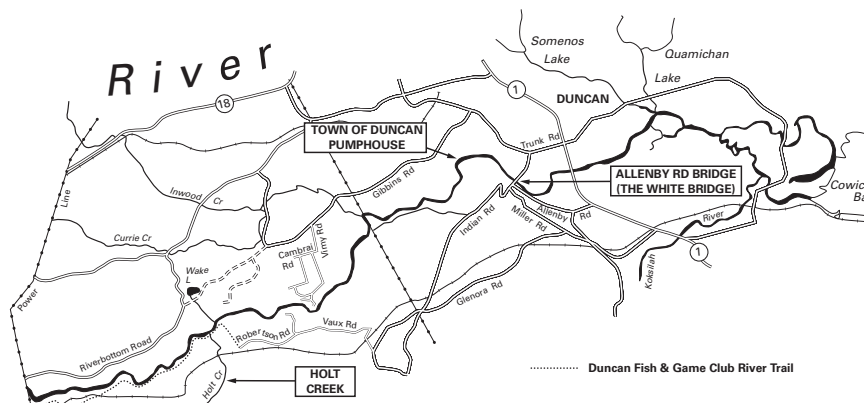 River
18
1
Somenos
Lake
Quamichan
Lake
DUNCAN
TOWN OF DUNCAN
PUMPHOUSE
Trunk Rd
ALLENBY RD BRIDGE
(THE WHITE BRIDGE)
Gibbins Rd
Inwood
Cr
Line
Currie Cr
Indian Rd
Miller Rd
Allenby
Rd
River
Koksilah
1
Cowic
Ba
Vimy Rd
Cambrai
Rd
Wake
L
Power
Glenora Rd
Riverbottom Road
Robertson Rd
Vaux Rd
Holt Cr
HOLT
CREEK
Duncan Fish & Game Club River Trail